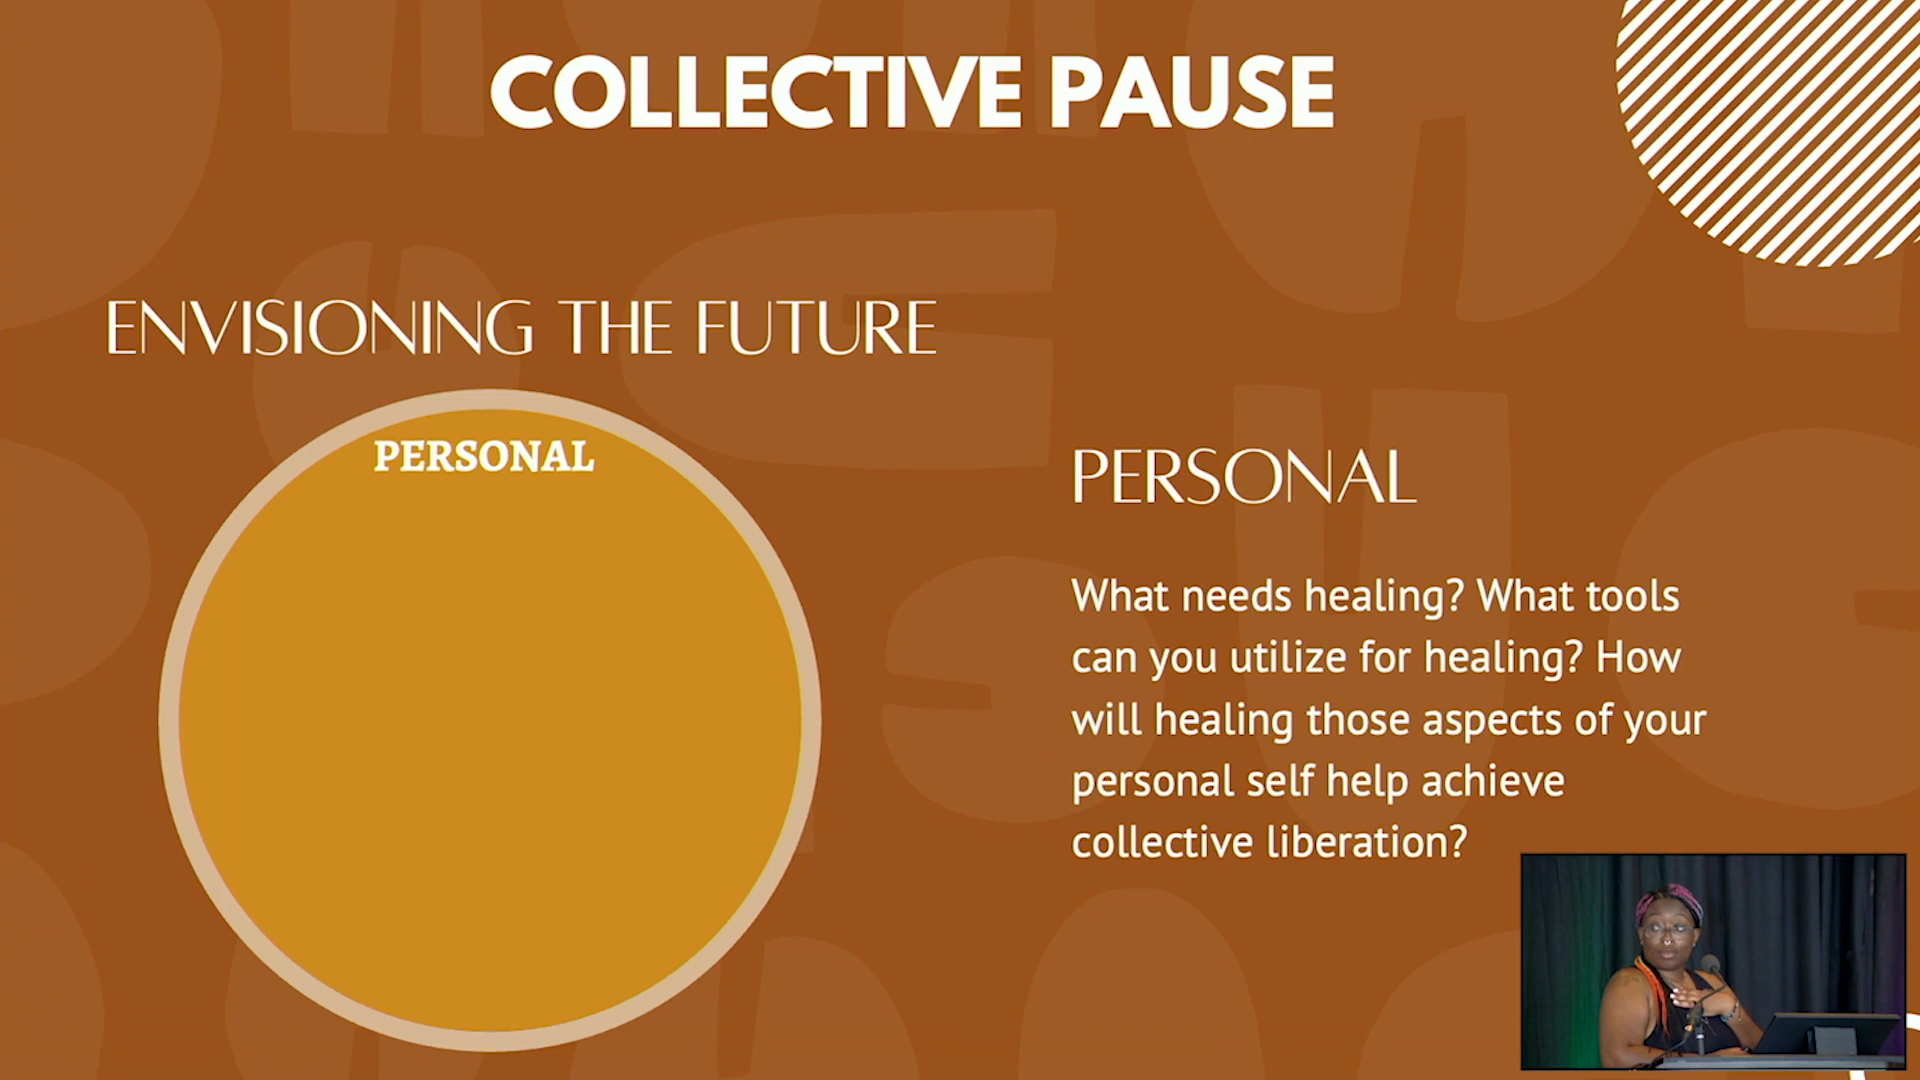 COLLECTIVE PAUSE
ENVISIONING THE FUTURE
PERSONAL
PERSONAL
What needs healing? What tools
can you utilize for healing? How
will healing those aspects of your
personal self help achieve
collective liberation?